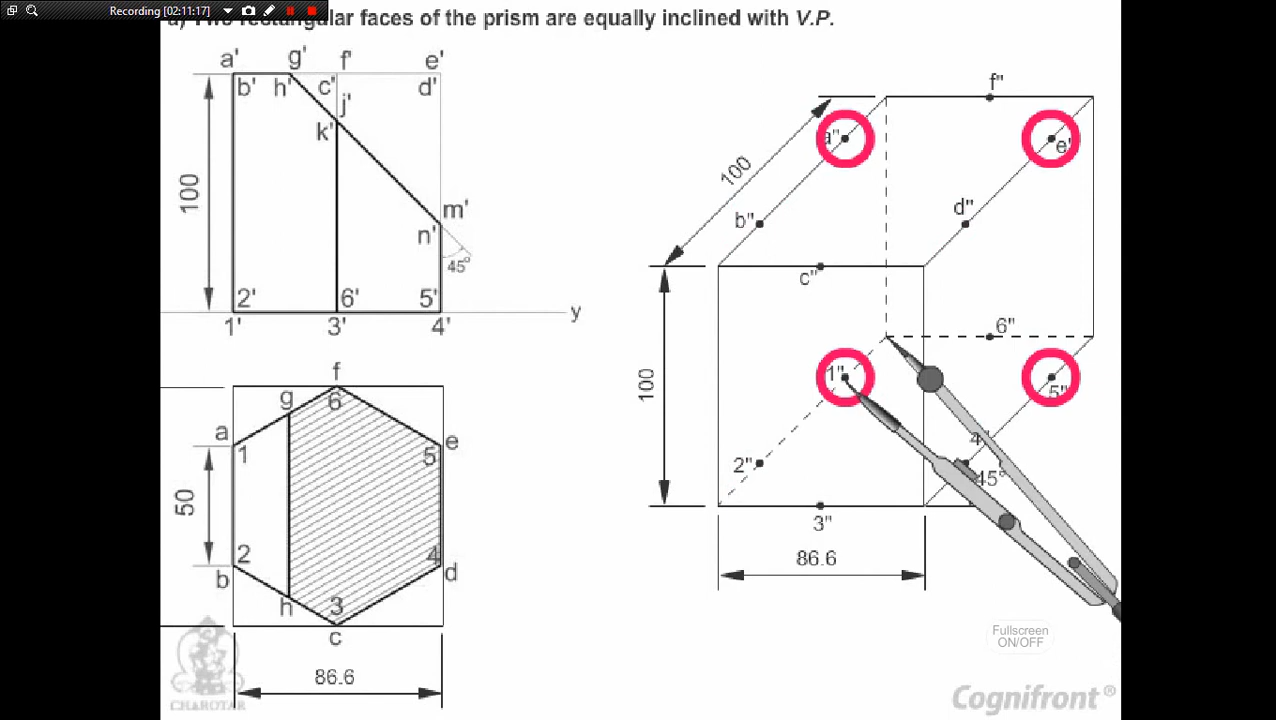 Recording [02:11:17]
a) Two rectangular faces of the prism are equally inclined with V.P.
a' g' f' e'
b' h' c' d'
j'
k'
100
m'
n'
45°
2' 6' 5'
1' 3' 4'
y
f
6
g
a e
1 5
50
2 4
b d
h 3
c
86.6
CHAROTAR
f"
a" e'
100
b" d"
c"
6"
1" 5"
100
4'
2" 45°
3"
86.6
Fullscreen
ON/OFF
Cognifront ®